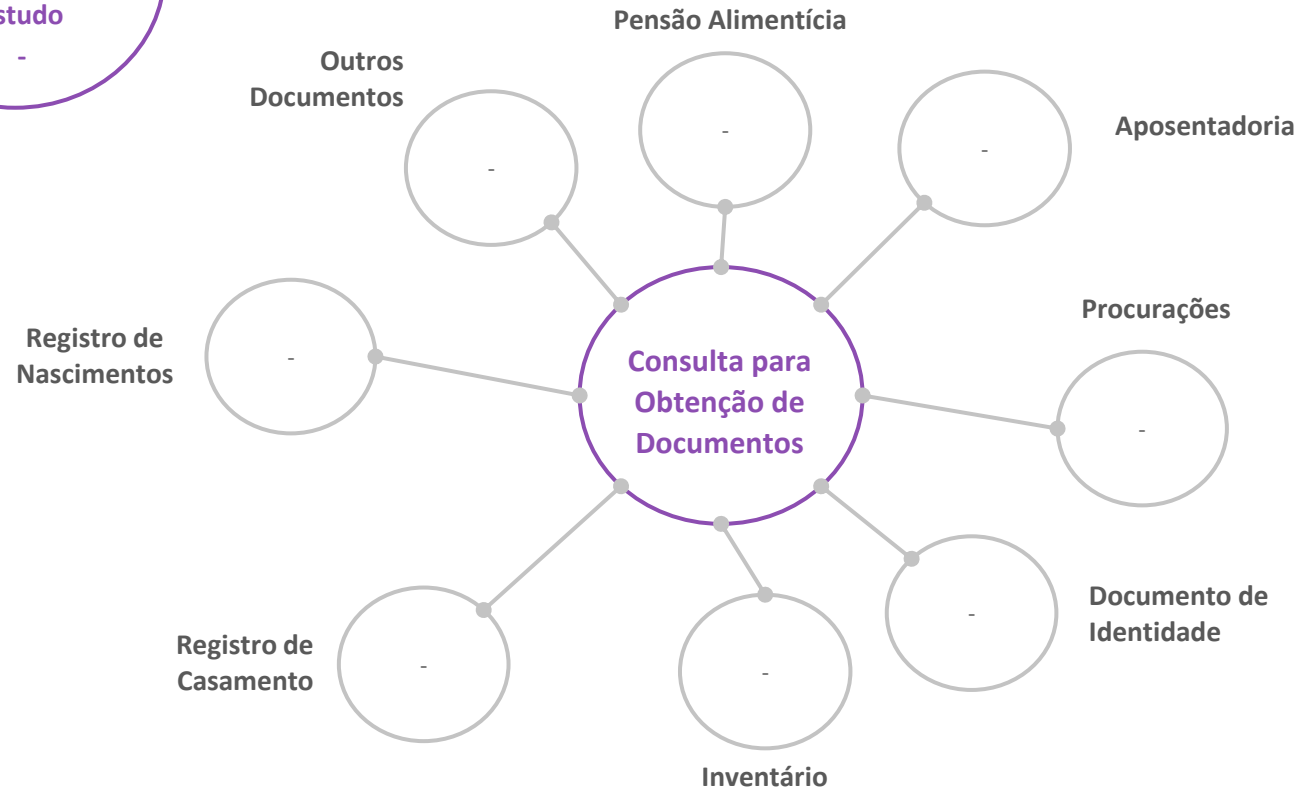 studo
-
Pensão Alimentícia
Outros
Documentos
-
-
Aposentadoria
-
Registro de
Nascimentos
-
Consulta para
Obtenção de
Documentos
Procurações
-
Registro de
Casamento
-
-
Inventário
-
Documento de
Identidade